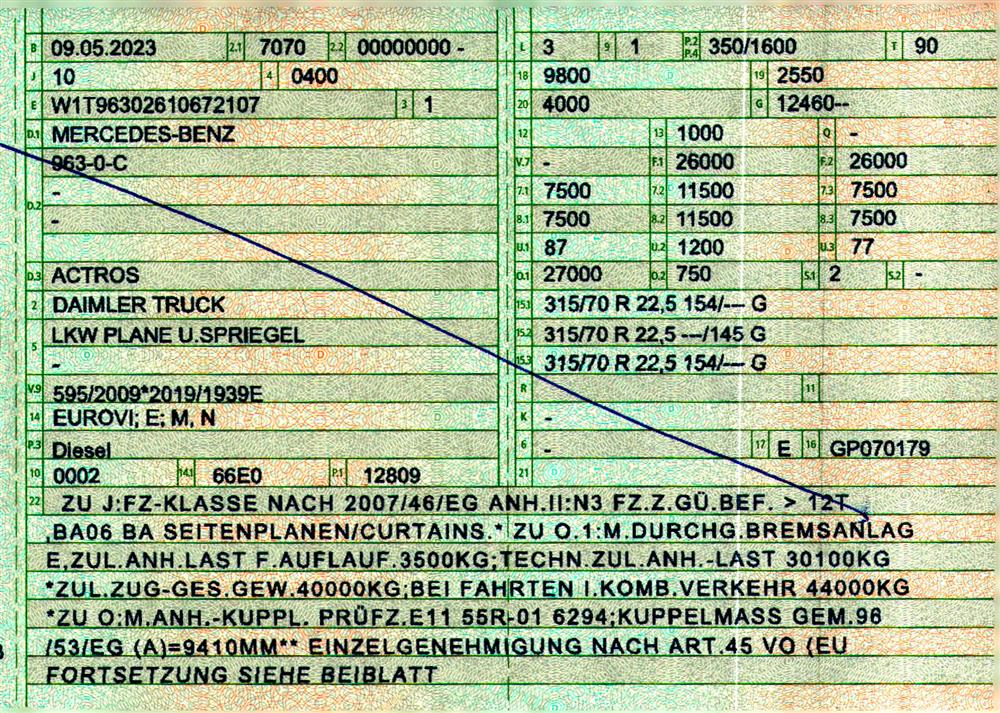 B 09.05.2023 2.1 7070 2.2 00000000 - L 3 9 1 P.2 P.4 350/1600 T 90
J 10 4 0400 18 9800 19 2550
E W1T96302610672107 3 1 20 4000 G 12460--
D.1 MERCEDES-BENZ 12 13 1000 Q -
963-0-C V.7 - F.1 26000 F.2 26000
D.2 - 7.1 7500 7.2 11500 7.3 7500
- 8.1 7500 8.2 11500 8.3 7500
U.1 87 U.2 1200 U.3 77
D.3 ACTROS O.1 27000 O.2 750 S.1 2 S.2 -
2 DAIMLER TRUCK 15.1 315/70 R 22,5 154/--- G
5 LKW PLANE U.SPRIEGEL 15.2 315/70 R 22,5 ---/145 G
- 15.3 315/70 R 22,5 154/--- G
V.9 595/2009*2019/1939E R 11
14 EUROVI; E; M, N K -
P.3 Diesel 6 - 17 E 16 GP070179
10 0002 14.1 66E0 P.1 12809 21
22 ZU J:FZ-KLASSE NACH 2007/46/EG ANH.II:N3 FZ.Z.GÜ.BEF. > 12T
,BA06 BA SEITENPLANEN/CURTAINS.* ZU O.1:M.DURCHG.BREMSANLAG
E,ZUL.ANH.LAST F.AUFLAUF.3500KG;TECHN.ZUL.ANH.-LAST 30100KG
*ZUL.ZUG-GES.GEW.40000KG;BEI FAHRTEN I.KOMB.VERKEHR 44000KG
*ZU O:M.ANH.-KUPPL. PRÜFZ.E11 55R-01 6294;KUPPELMASS GEM.96
/53/EG (A)=9410MM** EINZELGENEHMIGUNG NACH ART.45 VO (EU
FORTSETZUNG SIEHE BEIBLATT